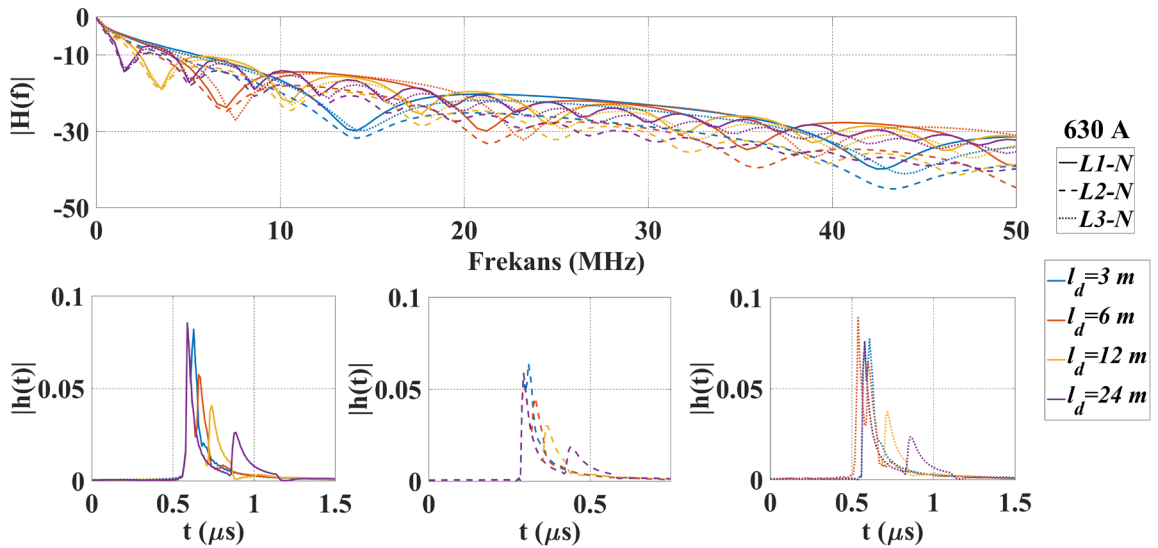 0
-10
-30
-50
|H(f)|
0 10 20 30 40 50
Frekans (MHz)
630 A
L1-N
L2-N
L3-N
l_d=3 m
l_d=6 m
l_d=12 m
l_d=24 m
0.1
0.05
0
|h(t)|
0 0.5 1 1.5
t (μs)
0.1
0.05
0
|h(t)|
0 0.5
t (μs)
0.1
0.05
0
|h(t)|
0 0.5 1 1.5
t (μs)